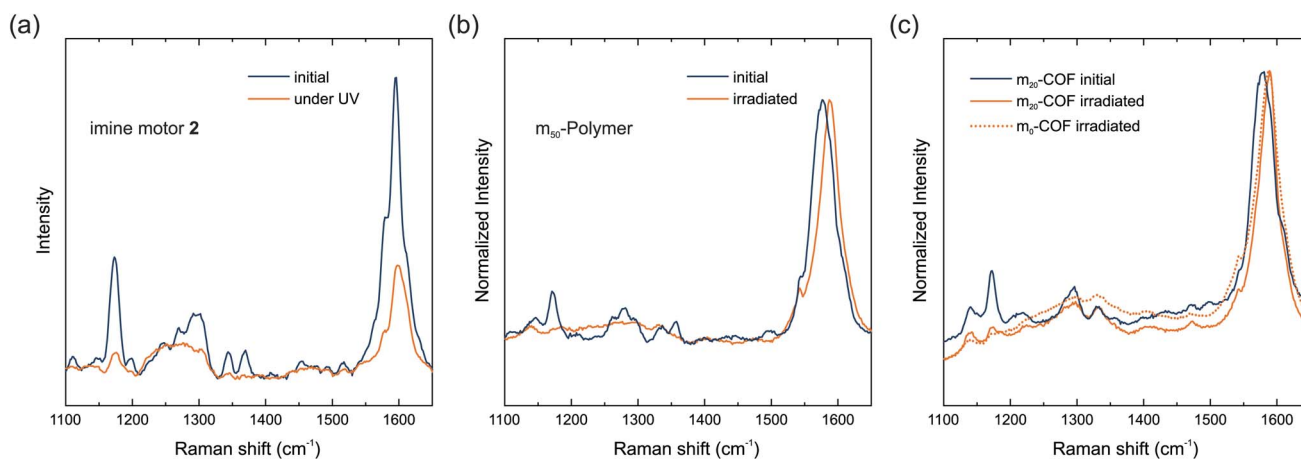 (a)
initial
under UV
imine motor 2
Intensity
1100 1200 1300 1400 1500 1600
Raman shift (cm⁻¹)
(b)
initial
irradiated
m₅₀-Polymer
Normalized Intensity
1100 1200 1300 1400 1500 1600
Raman shift (cm⁻¹)
(c)
m₂₀-COF initial
m₂₀-COF irradiated
m₀-COF irradiated
Normalized Intensity
1100 1200 1300 1400 1500 1600
Raman shift (cm⁻¹)